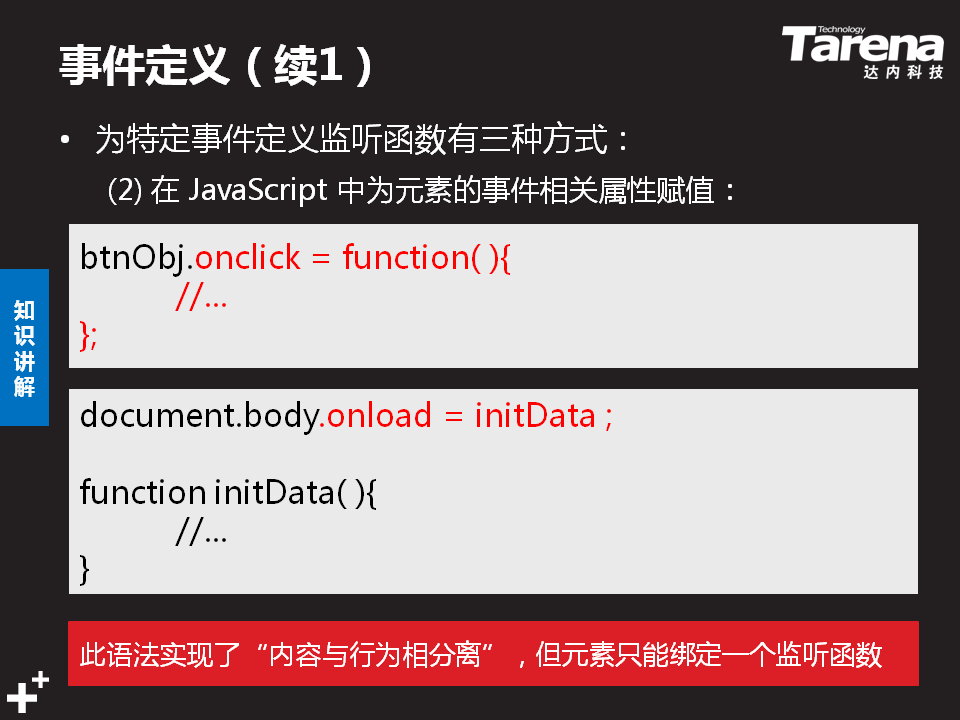 事件定义（续1）
Technology
Tarena
达内科技
• 为特定事件定义监听函数有三种方式：
(2) 在 JavaScript 中为元素的事件相关属性赋值：
btnObj.onclick = function( ){
//…
};
知识讲解
document.body.onload = initData ;
function initData( ){
//…
}
此语法实现了“内容与行为相分离”，但元素只能绑定一个监听函数